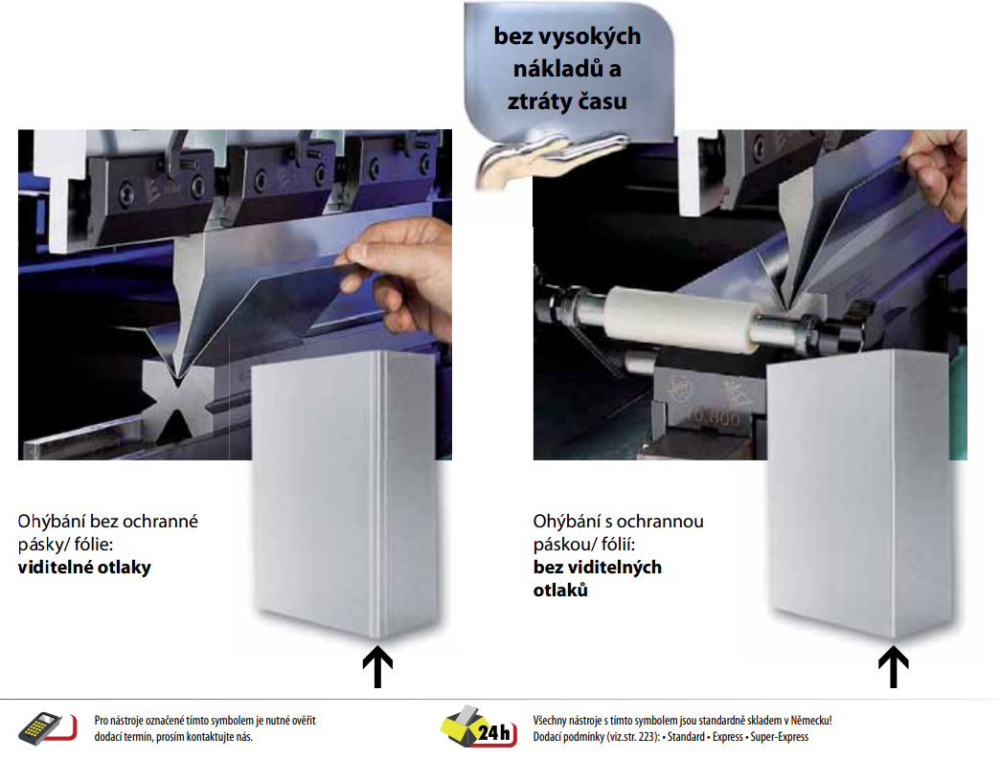 bez vysokých
nákladů a
ztráty času
10.800
Ohýbání bez ochranné
pásky/ fólie:
viditelné otlaky
Ohýbání s ochrannou
páskou/ fólií:
bez viditelných
otlaků
Pro nástroje označené tímto symbolem je nutné ověřit
dodací termín, prosím kontaktujte nás.
24h
Všechny nástroje s tímto symbolem jsou standardně skladem v Německu!
Dodací podmínky (viz.str. 223): • Standard • Express • Super-Express